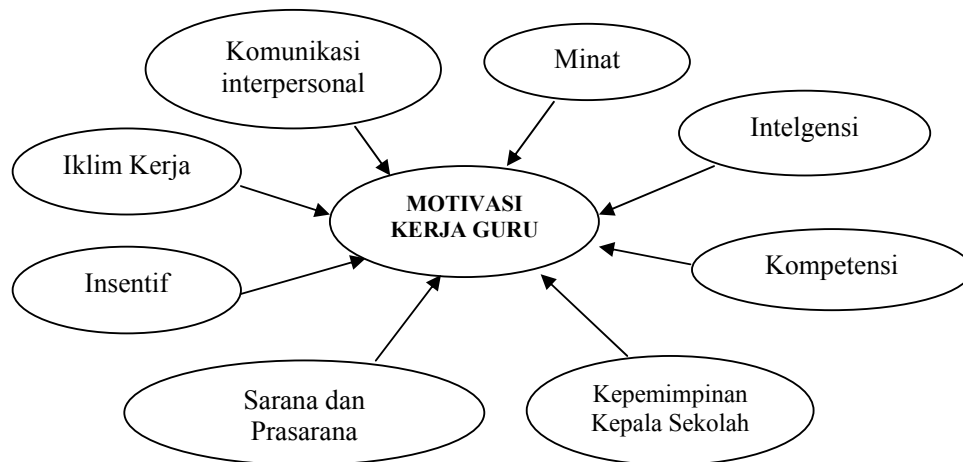 Komunikasi
interpersonal
Minat
Intelgensi
Iklim Kerja
MOTIVASI
KERJA GURU
Insentif
Kompetensi
Sarana dan
Prasarana
Kepemimpinan
Kepala Sekolah